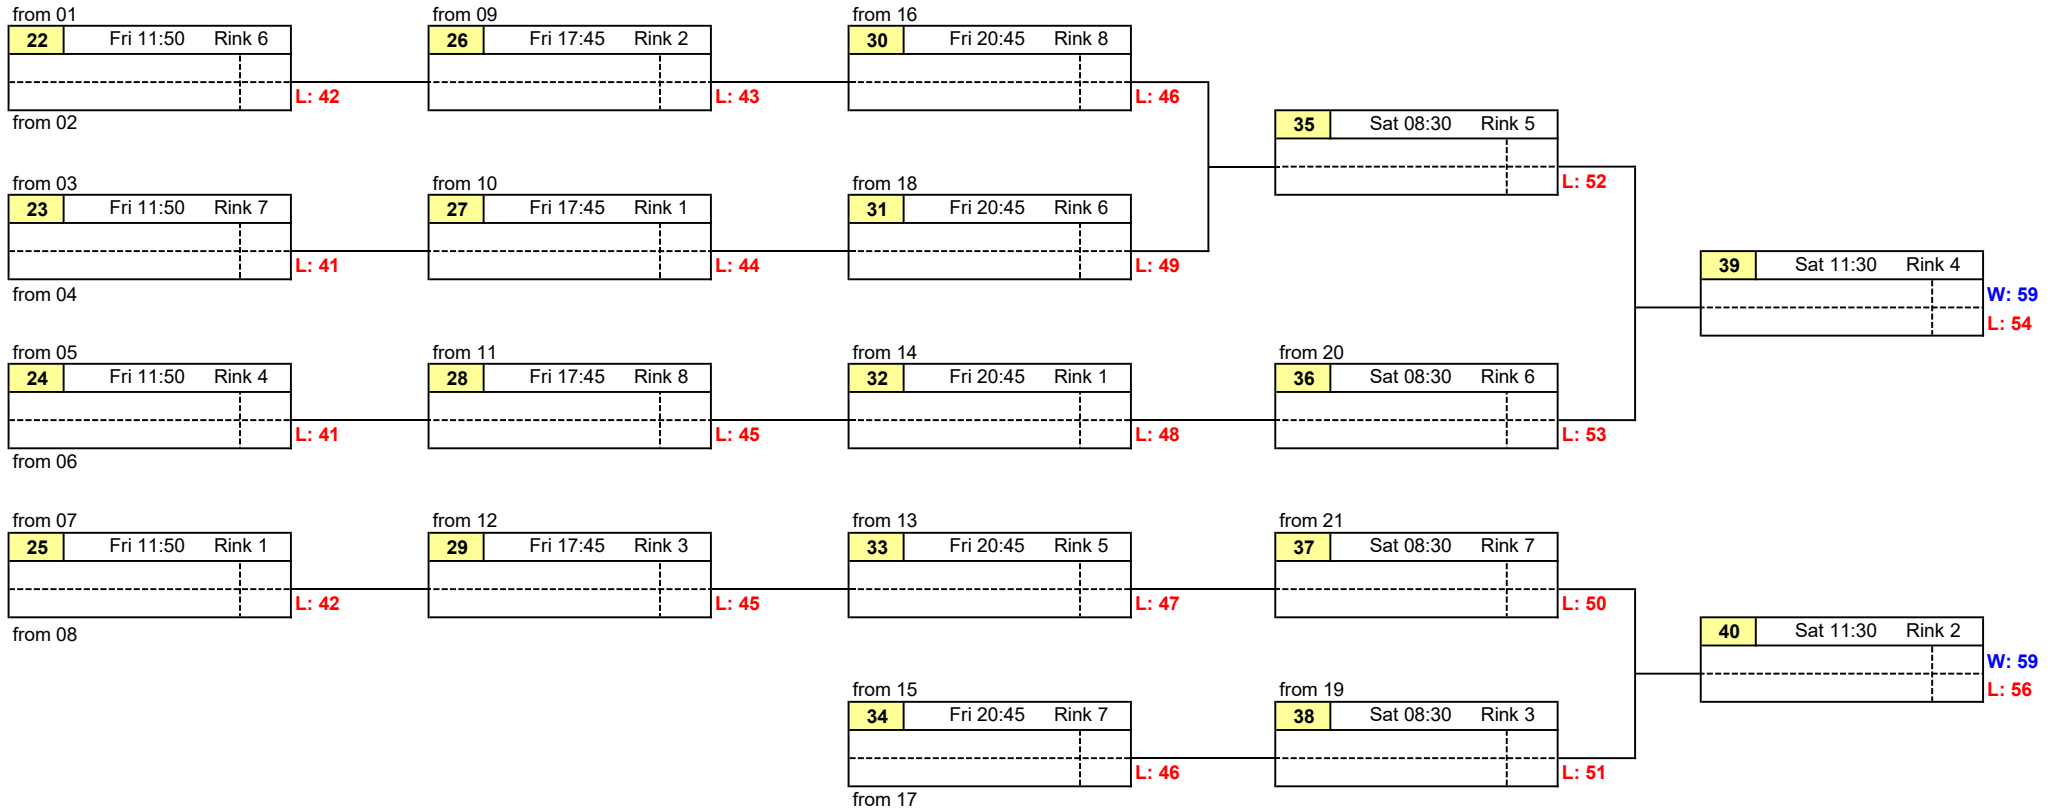 from 01 from 09 from 16
22 Fri 11:50 Rink 6 26 Fri 17:45 Rink 2 30 Fri 20:45 Rink 8
L: 42 L: 43 L: 46
from 02 35 Sat 08:30 Rink 5
from 03 from 10 from 18 L: 52
23 Fri 11:50 Rink 7 27 Fri 17:45 Rink 1 31 Fri 20:45 Rink 6
L: 41 L: 44 L: 49 39 Sat 11:30 Rink 4
from 04 W: 59
L: 54
from 05 from 11 from 14 from 20
24 Fri 11:50 Rink 4 28 Fri 17:45 Rink 8 32 Fri 20:45 Rink 1 36 Sat 08:30 Rink 6
L: 41 L: 45 L: 48 L: 53
from 06
from 07 from 12 from 13 from 21
25 Fri 11:50 Rink 1 29 Fri 17:45 Rink 3 33 Fri 20:45 Rink 5 37 Sat 08:30 Rink 7
L: 42 L: 45 L: 47 L: 50
from 08 40 Sat 11:30 Rink 2
W: 59
from 15 from 19 L: 56
34 Fri 20:45 Rink 7 38 Sat 08:30 Rink 3
L: 46 L: 51
from 17